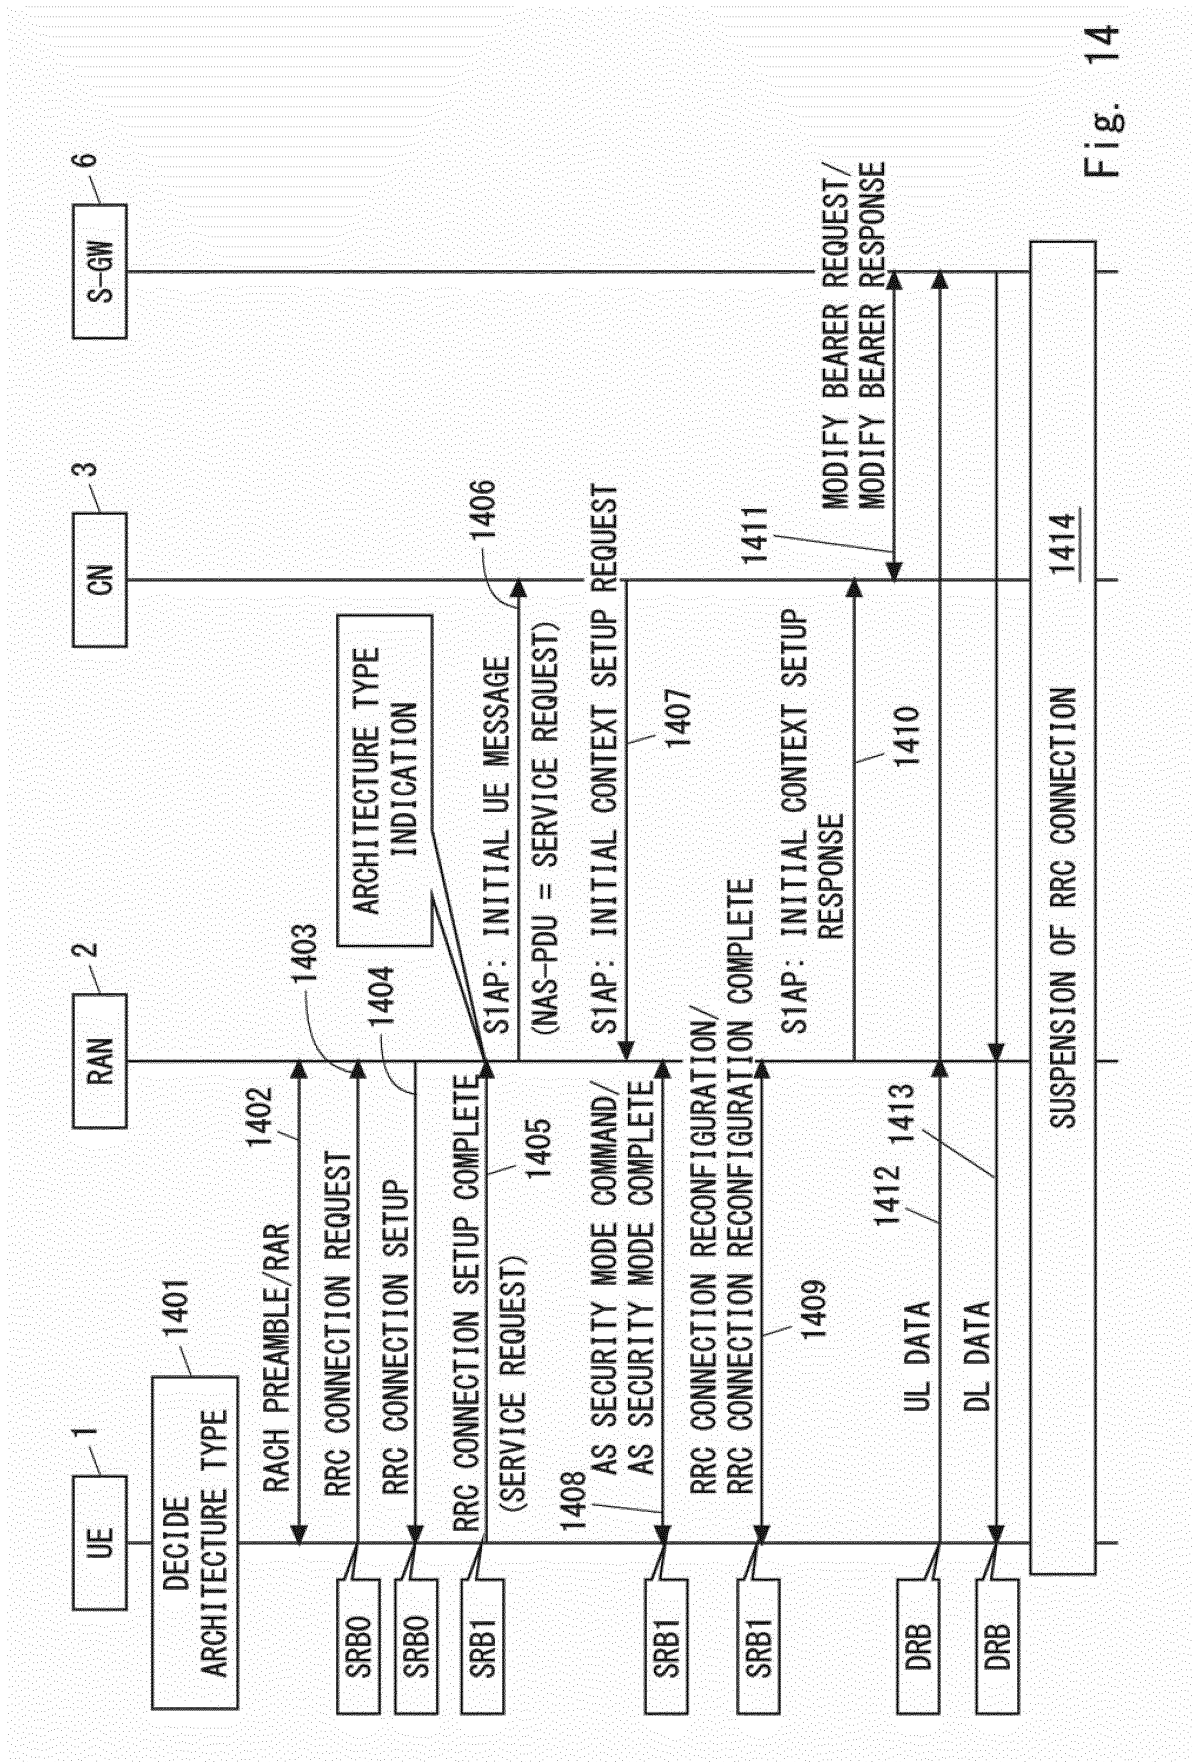 UE
1
RAN
2
CN
3
S-GW
6
DECIDE
ARCHITECTURE TYPE
1401
RACH PREAMBLE/RAR
1402
SRB0
RRC CONNECTION REQUEST
1403
SRB0
RRC CONNECTION SETUP
1404
ARCHITECTURE TYPE
INDICATION
SRB1
RRC CONNECTION SETUP COMPLETE
(SERVICE REQUEST)
1405
S1AP: INITIAL UE MESSAGE
(NAS-PDU = SERVICE REQUEST)
1406
S1AP: INITIAL CONTEXT SETUP REQUEST
1407
SRB1
1408
AS SECURITY MODE COMMAND/
AS SECURITY MODE COMPLETE
SRB1
RRC CONNECTION RECONFIGURATION/
RRC CONNECTION RECONFIGURATION COMPLETE
1409
S1AP: INITIAL CONTEXT SETUP
RESPONSE
1410
1411
MODIFY BEARER REQUEST/
MODIFY BEARER RESPONSE
DRB
UL DATA
1412
DRB
DL DATA
1413
SUSPENSION OF RRC CONNECTION
1414
Fig. 14